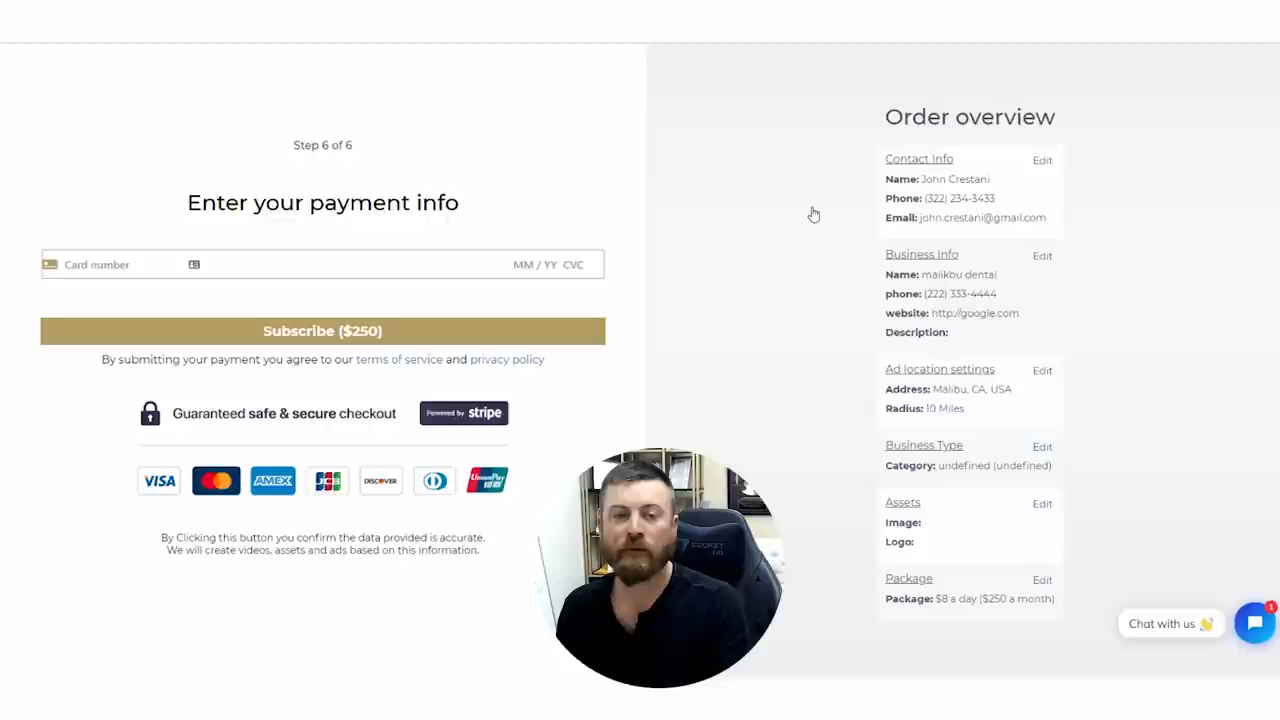 Step 6 of 6
Enter your payment info
Card number
MM / YY CVC
Subscribe ($250)
By submitting your payment you agree to our terms of service and privacy policy
Guaranteed safe & secure checkout
Powered by stripe
VISA
AMEX
JCB
DISCOVER
UnionPay
By Clicking this button you confirm the data provided is accurate.
We will create videos, assets and ads based on this information.
Order overview
Contact Info Edit
Name: John Crestani
Phone: (322) 234-3433
Email: john.crestani@gmail.com
Business Info Edit
Name: malikbu dental
phone: (222) 333-4444
website: http://google.com
Description:
Ad location settings Edit
Address: Malibu, CA, USA
Radius: 10 Miles
Business Type Edit
Category: undefined (undefined)
Assets Edit
Image:
Logo:
Package Edit
Package: $8 a day ($250 a month)
Chat with us 👋
1